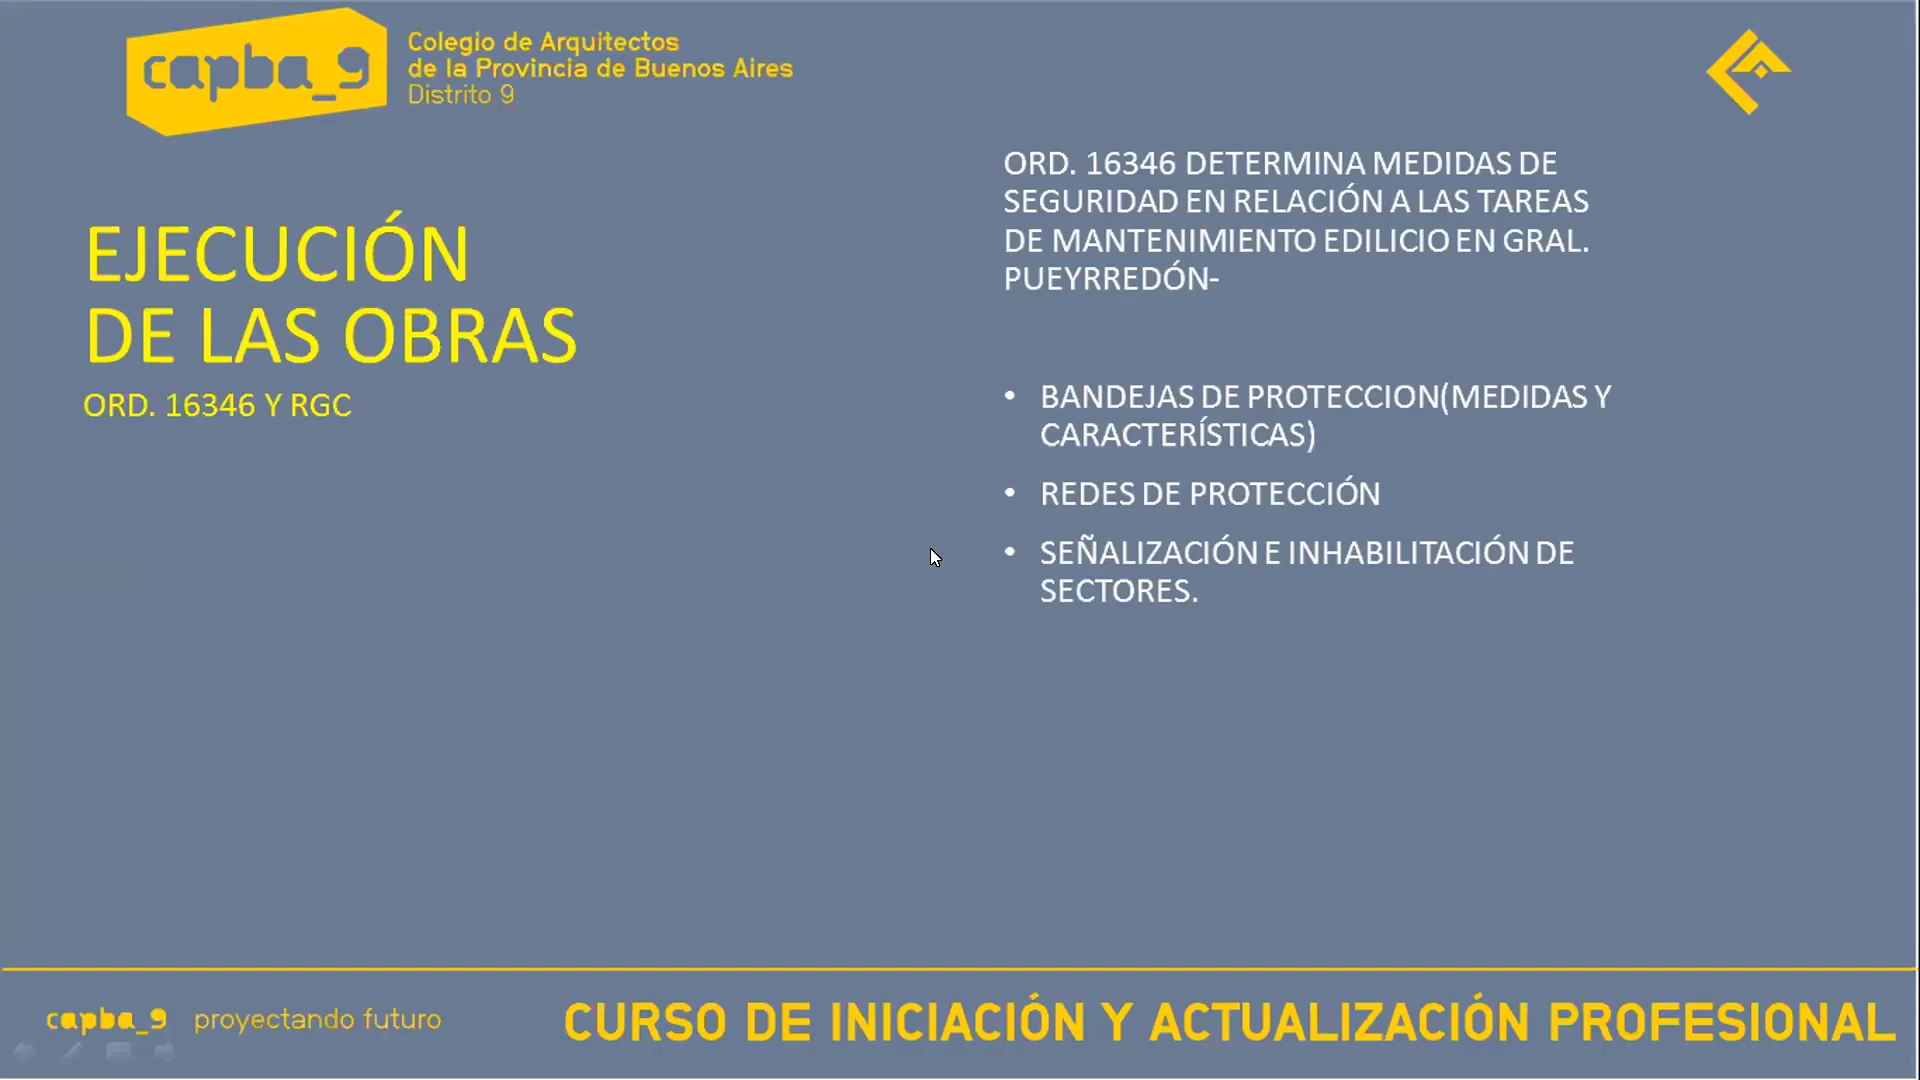 capba_9
Colegio de Arquitectos
de la Provincia de Buenos Aires
Distrito 9
EJECUCIÓN
DE LAS OBRAS
ORD. 16346 Y RGC
ORD. 16346 DETERMINA MEDIDAS DE
SEGURIDAD EN RELACIÓN A LAS TAREAS
DE MANTENIMIENTO EDILICIO EN GRAL.
PUEYRREDÓN-
• BANDEJAS DE PROTECCION(MEDIDAS Y
CARACTERÍSTICAS)
• REDES DE PROTECCIÓN
• SEÑALIZACIÓN E INHABILITACIÓN DE
SECTORES.
capba_9 proyectando futuro
CURSO DE INICIACIÓN Y ACTUALIZACIÓN PROFESIONAL